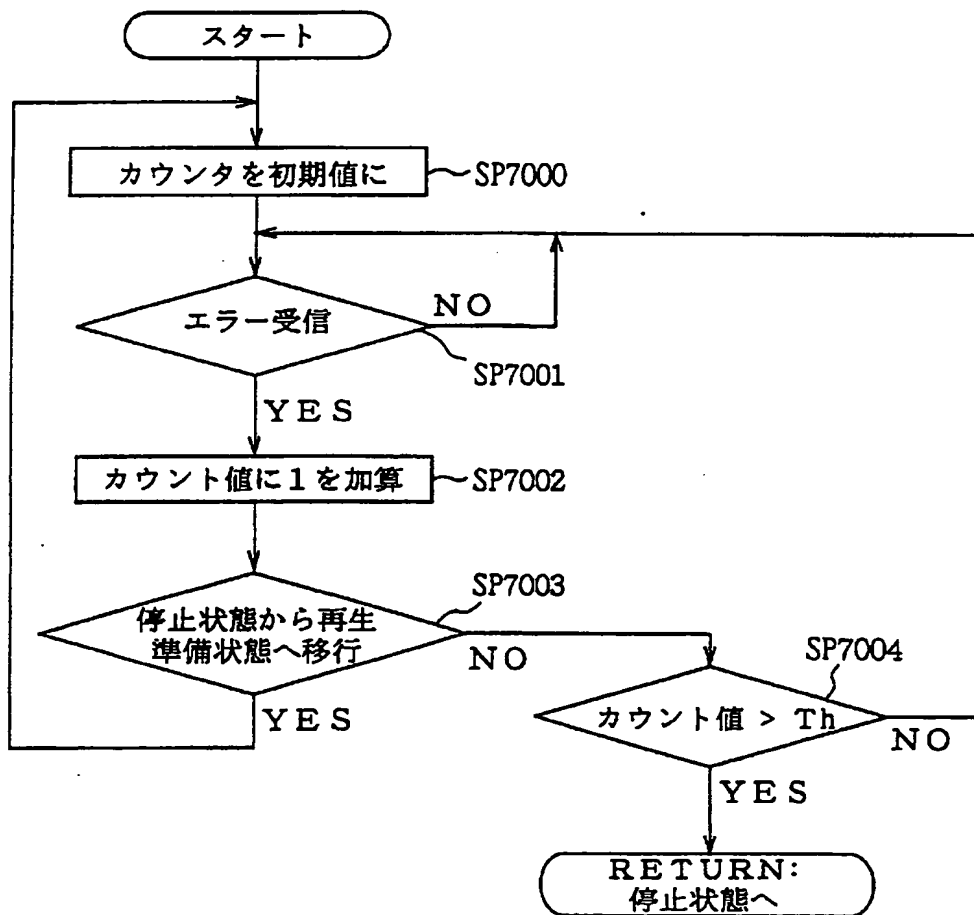 スタート
カウンタを初期値に
SP7000
エラー受信
NO
SP7001
YES
カウント値に1を加算
SP7002
停止状態から再生
準備状態へ移行
SP7003
NO
YES
SP7004
カウント値 > Th
NO
YES
RETURN:
停止状態へ